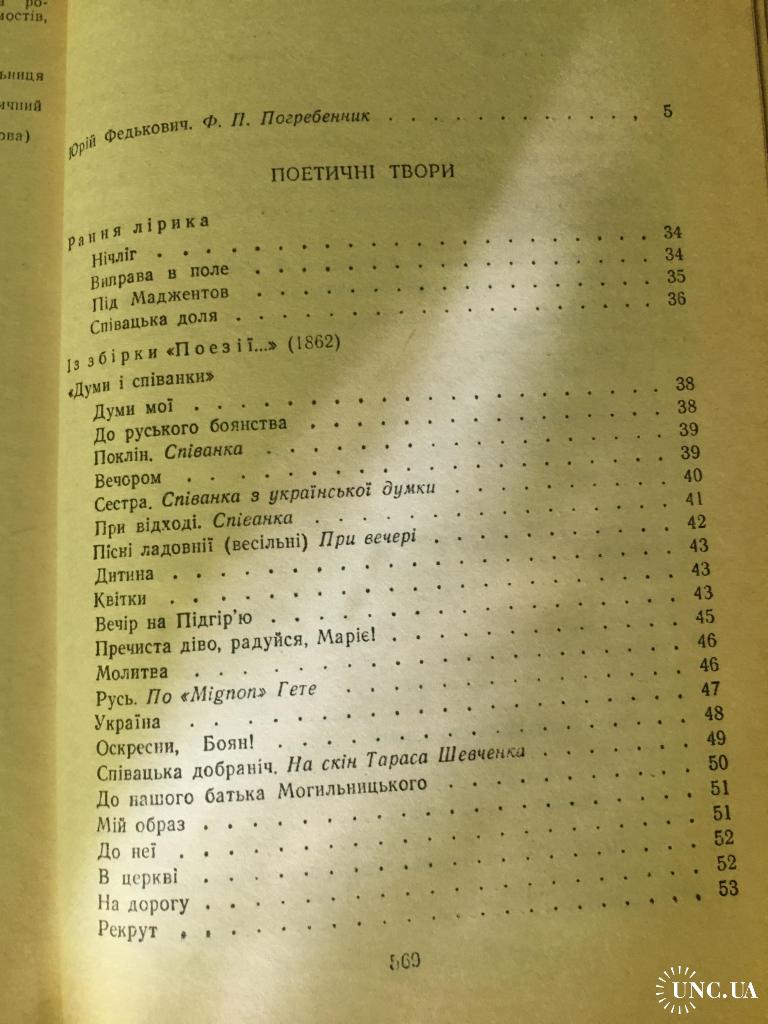 а ро-
мостів,
ьниця
ичний
ова)
Юрій Федькович. Ф. П. Погребенник . . . . . . . . . . . . 5
ПОЕТИЧНІ ТВОРИ
Рання лірика
Нічліг . . . . . . . . . . . . . . . . . . 34
Виправа в поле . . . . . . . . . . . . . . 34
Під Маджентов . . . . . . . . . . . . . . 35
Співацька доля . . . . . . . . . . . . . . 36
Із збірки «Поезії...» (1862)
«Думи і співанки»
Думи мої . . . . . . . . . . . . . . . . . 38
До руського боянства . . . . . . . . . . . . 38
Поклін. Співанка . . . . . . . . . . . . . . 39
Вечором . . . . . . . . . . . . . . . . . 39
Сестра. Співанка з української думки . . . . . . . 40
При відході. Співанка . . . . . . . . . . . . 41
Пісні ладовнії (весільні) При вечері . . . . . . . . 42
Дитина . . . . . . . . . . . . . . . . . . 43
Квітки . . . . . . . . . . . . . . . . . . 43
Вечір на Підгір’ю . . . . . . . . . . . . . . 43
Пречиста діво, радуйся, Маріє! . . . . . . . . . 45
Молитва . . . . . . . . . . . . . . . . . 46
Русь. По «Mignon» Гете . . . . . . . . . . . 46
Україна . . . . . . . . . . . . . . . . . 47
Оскресни, Боян! . . . . . . . . . . . . . . 48
Співацька добраніч. На скін Тараса Шевченка . . . . . 49
До нашого батька Могильницького . . . . . . . . 50
Мій образ . . . . . . . . . . . . . . . . . 51
До неї . . . . . . . . . . . . . . . . . . 51
В церкві . . . . . . . . . . . . . . . . . 52
На дорогу . . . . . . . . . . . . . . . . . 52
Рекрут . . . . . . . . . . . . . . . . . . 53
569
UNC.UA